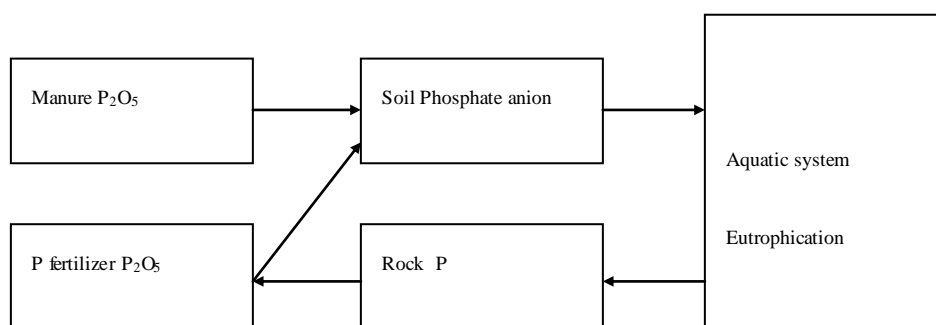 Manure P₂O₅
Soil Phosphate anion
Aquatic system
Eutrophication
P fertilizer P₂O₅
Rock P